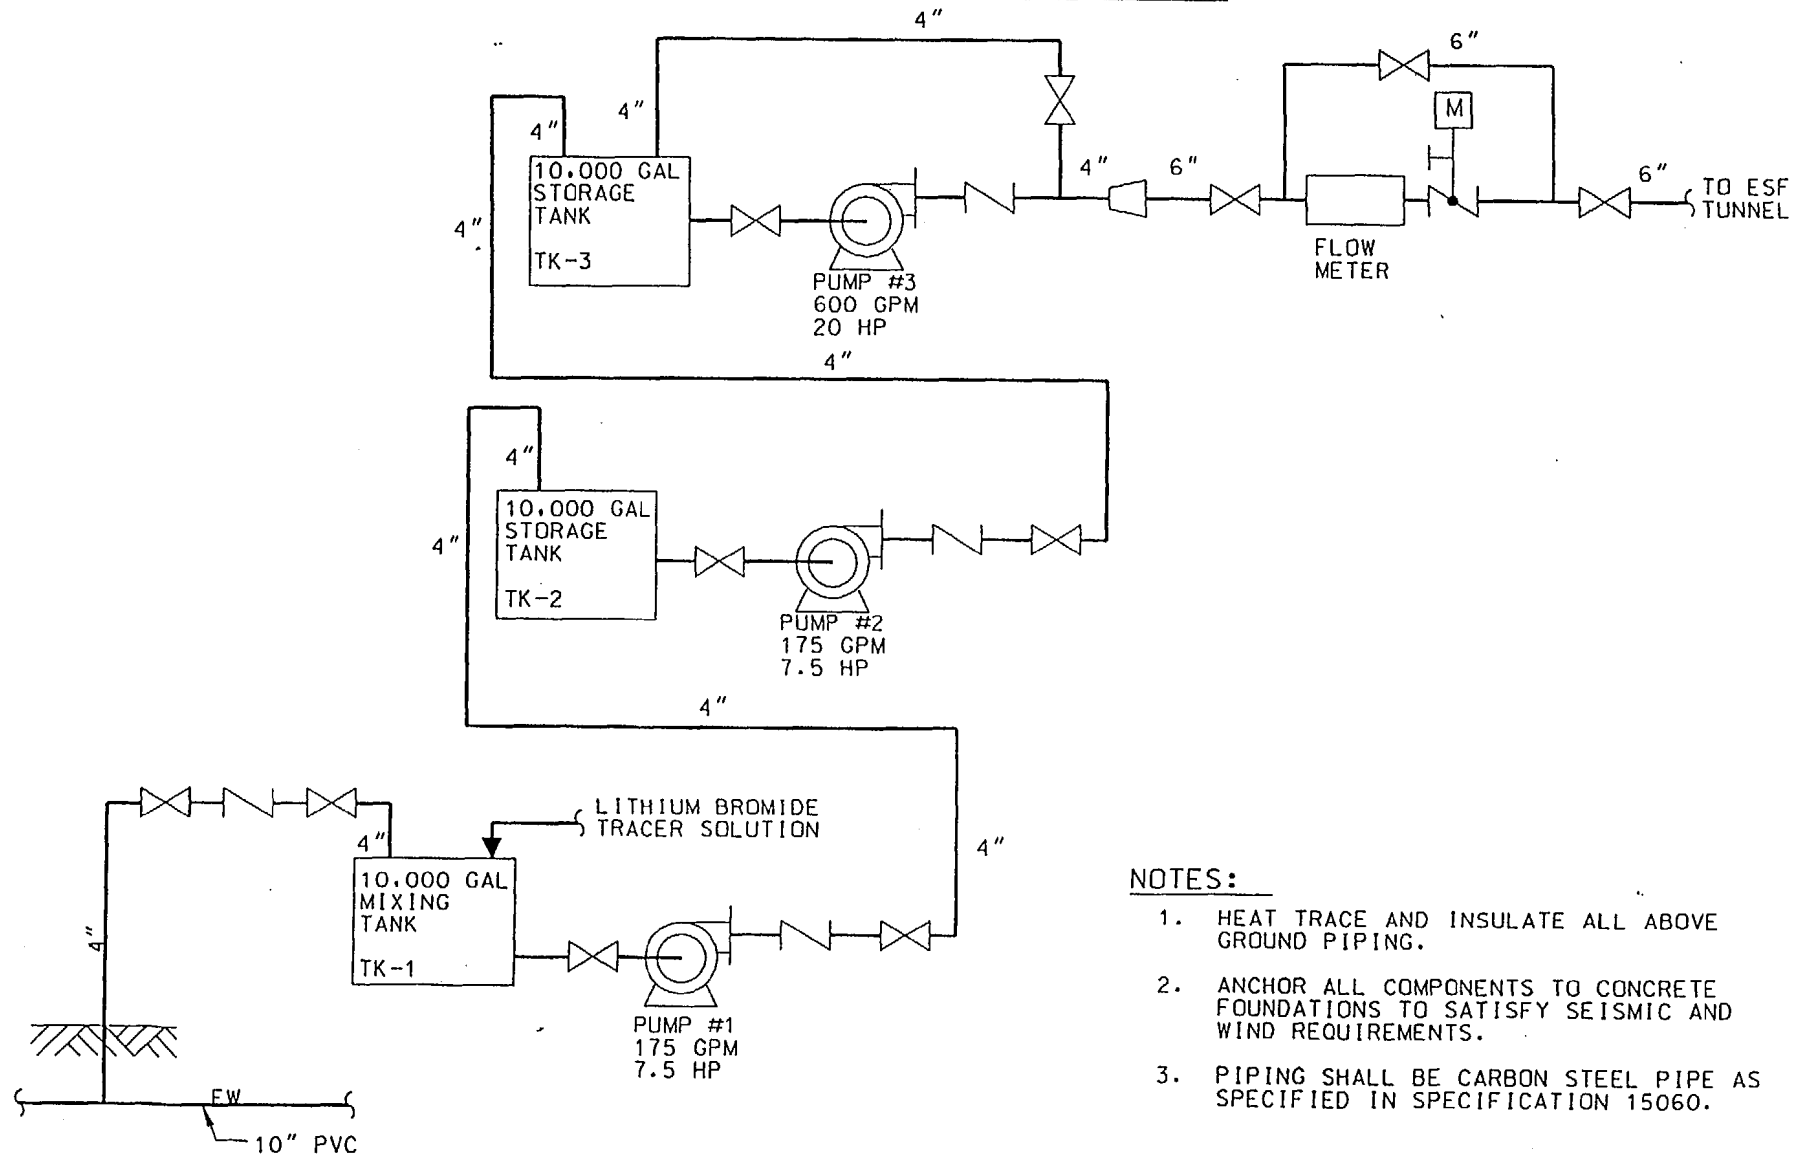 4"
6"
4"
4"
M
10,000 GAL
STORAGE
TANK
TK-3
4"
4"
6"
6"
TO ESF
TUNNEL
FLOW
METER
PUMP #3
600 GPM
20 HP
4"
4"
4"
10,000 GAL
STORAGE
TANK
TK-2
PUMP #2
175 GPM
7.5 HP
4"
4"
LITHIUM BROMIDE
TRACER SOLUTION
4"
4"
10,000 GAL
MIXING
TANK
TK-1
4"
PUMP #1
175 GPM
7.5 HP
FW
10" PVC
NOTES:
1. HEAT TRACE AND INSULATE ALL ABOVE
GROUND PIPING.
2. ANCHOR ALL COMPONENTS TO CONCRETE
FOUNDATIONS TO SATISFY SEISMIC AND
WIND REQUIREMENTS.
3. PIPING SHALL BE CARBON STEEL PIPE AS
SPECIFIED IN SPECIFICATION 15060.